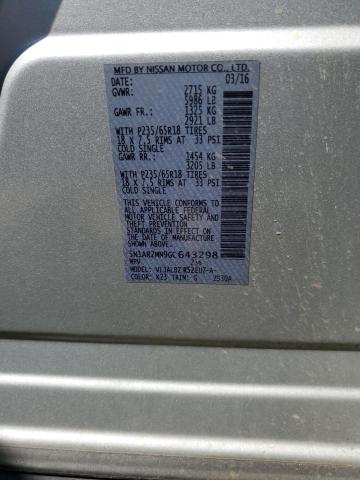 MFD BY NISSAN MOTOR CO., LTD.
DATE: 03/16
GVWR: 2715 KG
5986 LB
GAWR FR.: 1325 KG
2921 LB
WITH P235/65R18 TIRES
18 X 7.5 RIMS AT 33 PSI
COLD SINGLE
GAWR RR.: 1454 KG
3205 LB
WITH P235/65R18 TIRES
18 X 7.5 RIMS AT 33 PSI
COLD SINGLE
THIS VEHICLE CONFORMS TO
ALL APPLICABLE FEDERAL MOTOR
VEHICLE SAFETY, BUMPER, AND
THEFT PREVENTION
STANDARDS IN EFFECT ON
THE DATE OF MANUFACTURE
SHOWN ABOVE.
5N1AR2MN9GC643298
MPV
MODEL:
COLOR: K23 TRIM: G 2530A